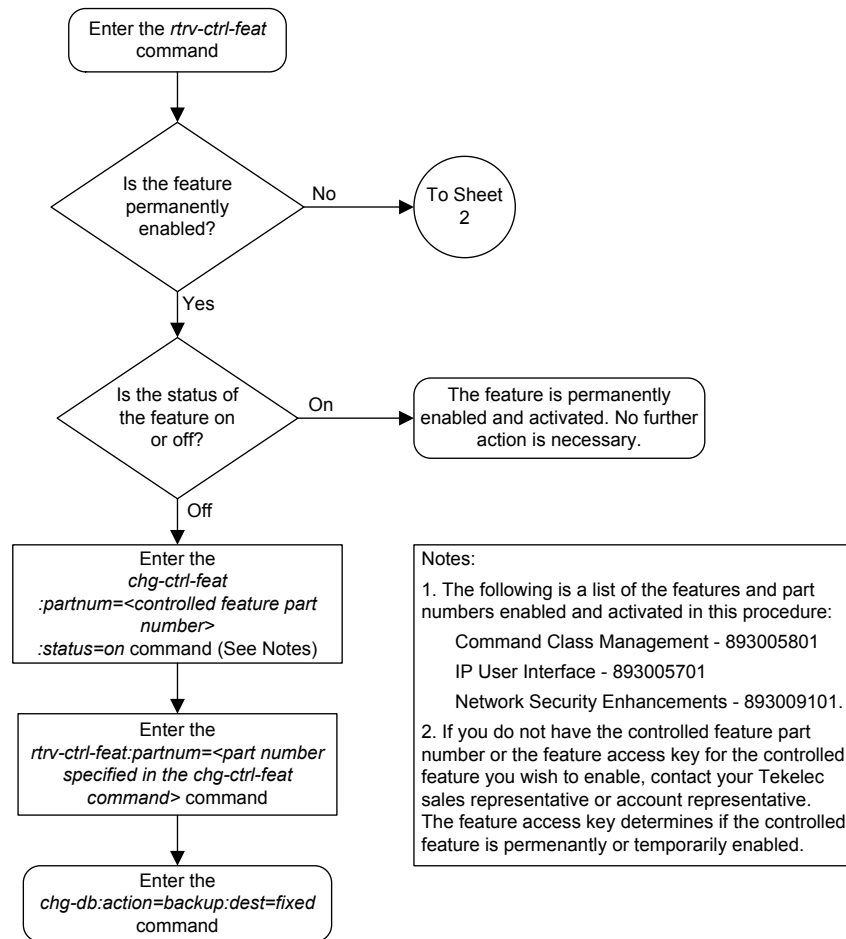 Enter the rtrv-ctrl-feat
command
Is the feature
permanently
enabled?
No
To Sheet
2
Yes
Is the status of
the feature on
or off?
On
The feature is permanently
enabled and activated. No further
action is necessary.
Off
Enter the
chg-ctrl-feat
:partnum=<controlled feature part
number>
:status=on command (See Notes)
Enter the
rtrv-ctrl-feat:partnum=<part number
specified in the chg-ctrl-feat
command> command
Enter the
chg-db:action=backup:dest=fixed
command
Notes:
1. The following is a list of the features and part
numbers enabled and activated in this procedure:
Command Class Management - 893005801
IP User Interface - 893005701
Network Security Enhancements - 893009101.
2. If you do not have the controlled feature part
number or the feature access key for the controlled
feature you wish to enable, contact your Tekelec
sales representative or account representative.
The feature access key determines if the controlled
feature is permenantly or temporarily enabled.